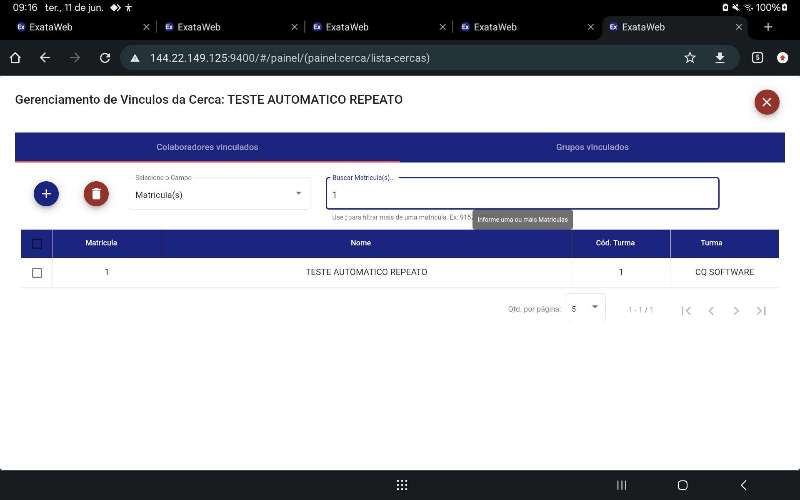 09:16 ter., 11 de jun. 100%
ExataWeb ExataWeb ExataWeb ExataWeb ExataWeb
144.22.149.125:9400/#/painel/(painel:cerca/lista-cercas) 5
Gerenciamento de Vinculos da Cerca: TESTE AUTOMATICO REPEATO
Colaboradores vinculados Grupos vinculados
Selecione o Campo
Matricula(s)
Buscar Matricula(s)...
1
Use ; para filtrar mais de uma matricula. Ex: 915
Informe uma ou mais Matriculas
Matricula Nome Cód. Turma Turma
1 TESTE AUTOMATICO REPEATO 1 CQ SOFTWARE
Qtd. por página: 5 1 - 1 / 1